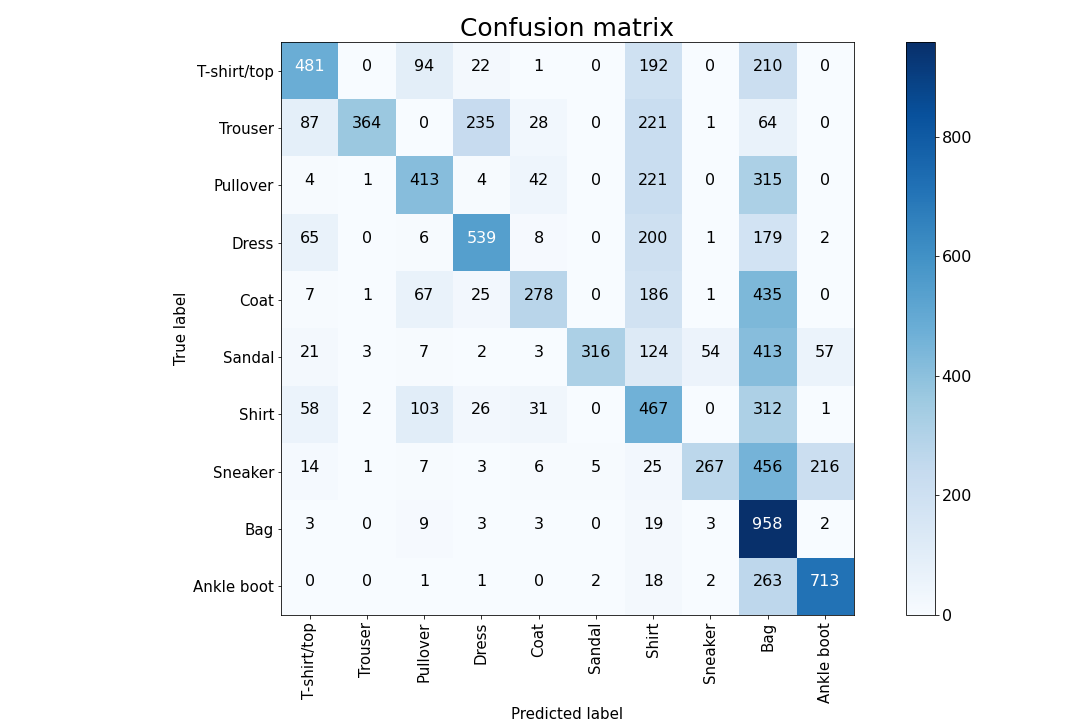 Confusion matrix
T-shirt/top 481 0 94 22 1 0 192 0 210 0
Trouser 87 364 0 235 28 0 221 1 64 0
800
Pullover 4 1 413 4 42 0 221 0 315 0
Dress 65 0 6 539 8 0 200 1 179 2
600
Coat 7 1 67 25 278 0 186 1 435 0
True label
Sandal 21 3 7 2 3 316 124 54 413 57
400
Shirt 58 2 103 26 31 0 467 0 312 1
Sneaker 14 1 7 3 6 5 25 267 456 216
200
Bag 3 0 9 3 3 0 19 3 958 2
Ankle boot 0 0 1 1 0 2 18 2 263 713
0
T-shirt/top Trouser Pullover Dress Coat Sandal Shirt Sneaker Bag Ankle boot
Predicted label